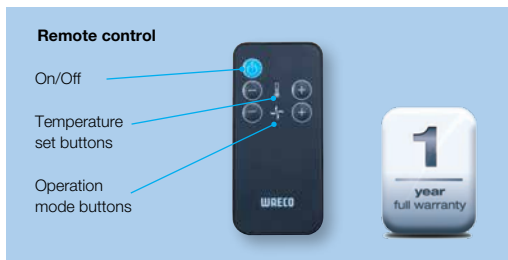 Remote control
On/Off
Temperature
set buttons
Operation
mode buttons
WAECO
1
year
full warranty